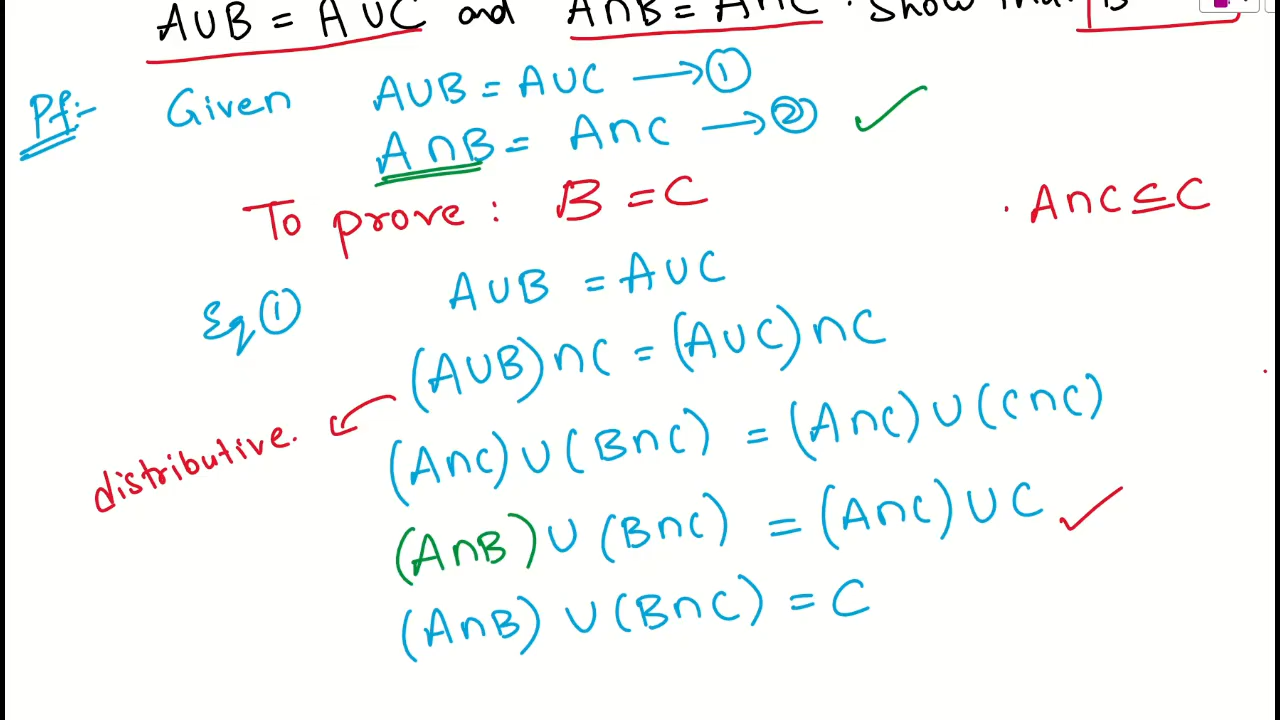 A∪B = A∪C and A∩B = A∩C . Show that B
Pf:- Given A∪B = A∪C → ①
A∩B = A∩C → ②
To prove : B = C
· A∩C ⊆ C
Eq ① A∪B = A∪C
(A∪B)∩C = (A∪C)∩C
distributive. (A∩C)∪(B∩C) = (A∩C)∪(C∩C)
(A∩B)∪(B∩C) = (A∩C)∪C
(A∩B)∪(B∩C) = C